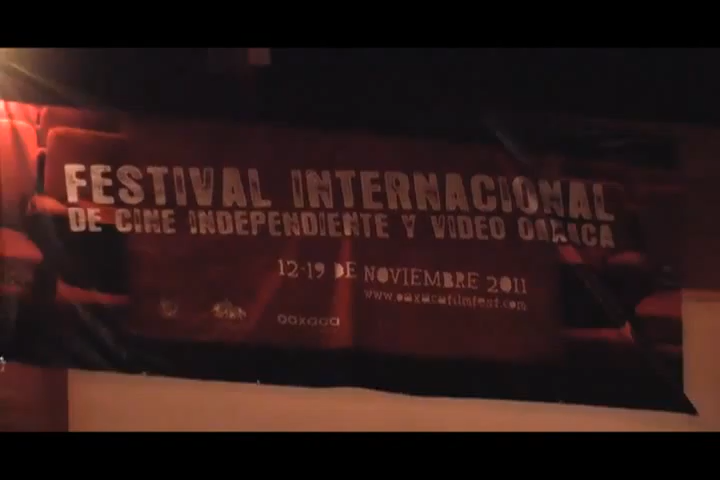 FESTIVAL INTERNACIONAL
DE CINE INDEPENDIENTE Y VIDEO OAXACA
12-19 DE NOVIEMBRE 2011
www.oaxacafilmfest.com
oaxaca